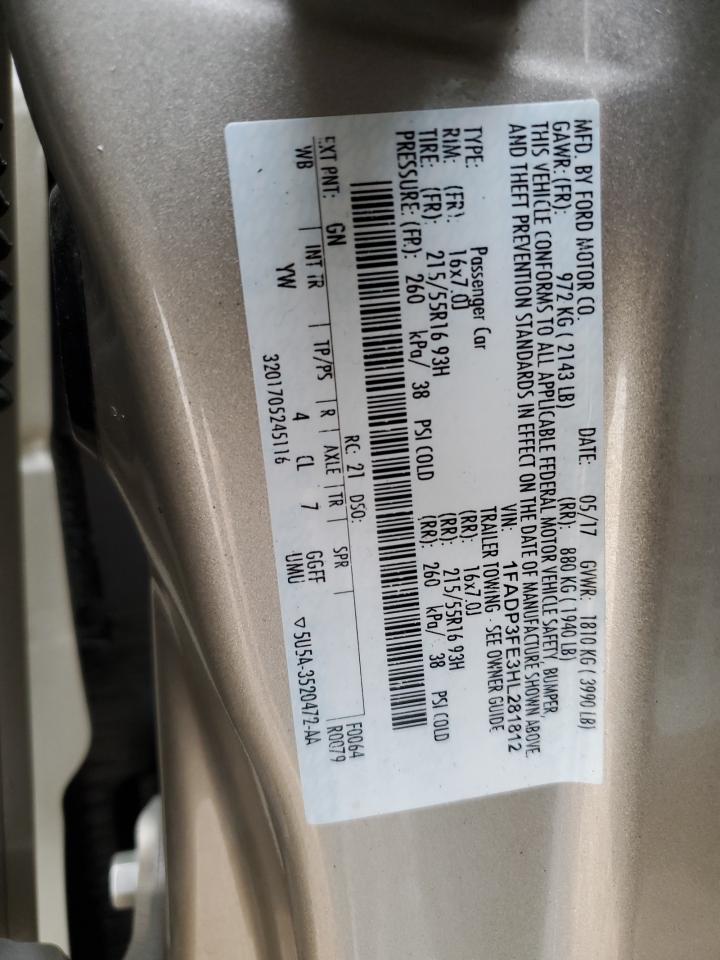 MFD. BY FORD MOTOR CO. DATE: 05/17 GVWR: 1810 KG ( 3990 LB)
GAWR: (FR): 972 KG ( 2143 LB) (RR): 880 KG ( 1940 LB)
THIS VEHICLE CONFORMS TO ALL APPLICABLE FEDERAL MOTOR VEHICLE SAFETY, BUMPER,
AND THEFT PREVENTION STANDARDS IN EFFECT ON THE DATE OF MANUFACTURE SHOWN ABOVE.
VIN: 1FADP3FE3HL281812
TYPE: Passenger Car TRAILER TOWING - SEE OWNER GUIDE
RIM: (FR): 16x7.0J (RR): 16x7.0J
TIRE: (FR): 215/55R16 93H (RR): 215/55R16 93H
PRESSURE: (FR): 260 kPa/ 38 PSI COLD (RR): 260 kPa/ 38 PSI COLD
EXT PNT: GN RC: 21 DSO: F0064
WB INT TR TP/PS R AXLE TR SPR R0079
YW 4 CL 7 GGFF
UMU
3201705245116 ▽5U5A-3520472-AA